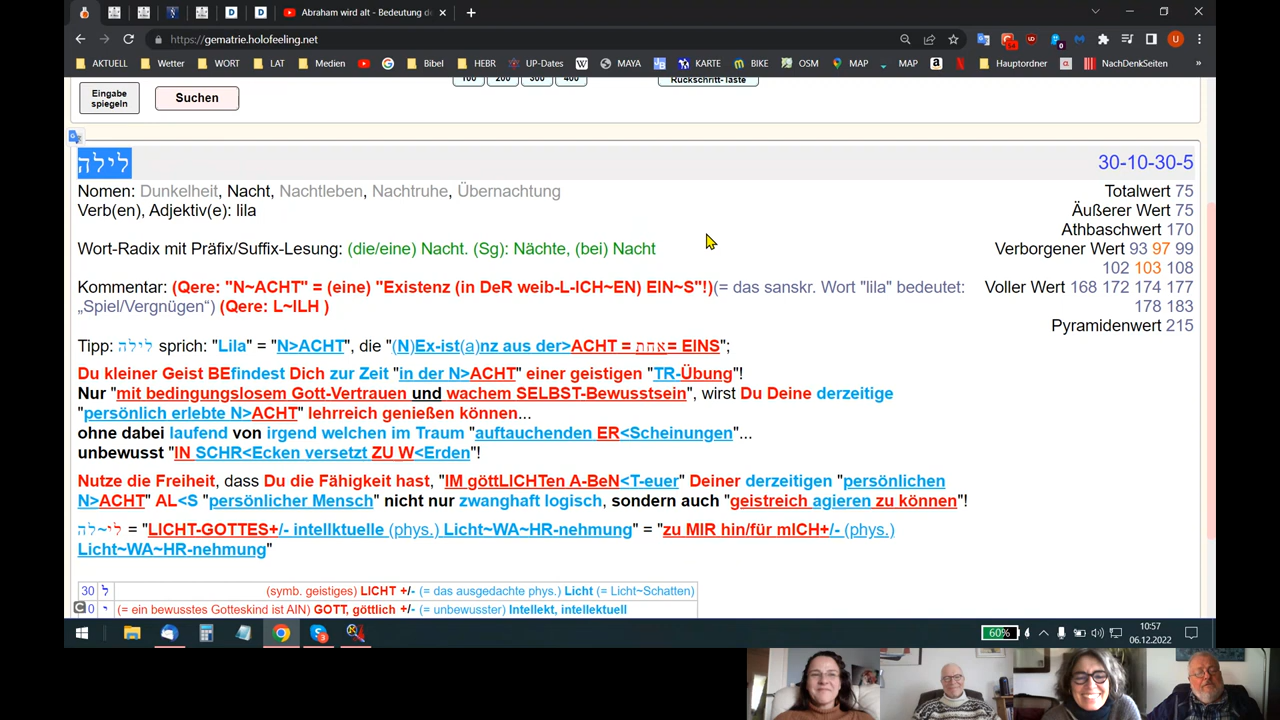 Abraham wird alt - Bedeutung de
https://gematrie.holofeeling.net
AKTUELL Wetter WORT LAT Medien Bibel HEBR UP-Dates MAYA KARTE BIKE OSM MAP MAP Hauptordner NachDenkSeiten
100 200 300 400 Rückschritt-Taste
Eingabe
spiegeln
Suchen
לילה 30-10-30-5
Nomen: Dunkelheit, Nacht, Nachtleben, Nachtruhe, Übernachtung
Totalwert 75
Verb(en), Adjektiv(e): lila
Äußerer Wert 75
Athbaschwert 170
Wort-Radix mit Präfix/Suffix-Lesung: (die/eine) Nacht. (Sg): Nächte, (bei) Nacht
Verborgener Wert 93 97 99
102 103 108
Kommentar: (Qere: "N~ACHT" = (eine) "Existenz (in DeR weib-L-ICH~EN) EIN~S"!)(= das sanskr. Wort "lila" bedeutet:
„Spiel/Vergnügen“) (Qere: L~ILH )
Voller Wert 168 172 174 177
178 183
Pyramidenwert 215
Tipp: לילה sprich: "Lila" = "N>ACHT", die "(N)Ex-ist(a)nz aus der>ACHT = אחת= EINS";
Du kleiner Geist BEfindest Dich zur Zeit "in der N>ACHT" einer geistigen "TR-Übung"!
Nur "mit bedingungslosem Gott-Vertrauen und wachem SELBST-Bewusstsein", wirst Du Deine derzeitige
"persönlich erlebte N>ACHT" lehrreich genießen können...
ohne dabei laufend von irgend welchen im Traum "auftauchenden ER<Scheinungen"...
unbewusst "IN SCHR<Ecken versetzt ZU W<Erden"!
Nutze die Freiheit, dass Du die Fähigkeit hast, "IM göttLICHTen A-BeN<T-euer" Deiner derzeitigen "persönlichen
N>ACHT" AL<S "persönlicher Mensch" nicht nur zwanghaft logisch, sondern auch "geistreich agieren zu können"!
לי~לה = "LICHT-GOTTES+/- intellktuelle (phys.) Licht~WA~HR-nehmung" = "zu MIR hin/für mICH+/- (phys.)
Licht~WA~HR-nehmung"
30 ל (symb. geistiges) LICHT +/- (= das ausgedachte phys.) Licht (= Licht~Schatten)
0 י (= ein bewusstes Gotteskind ist AIN) GOTT, göttlich +/- (= unbewusster) Intellekt, intellektuell
60%
10:57
06.12.2022